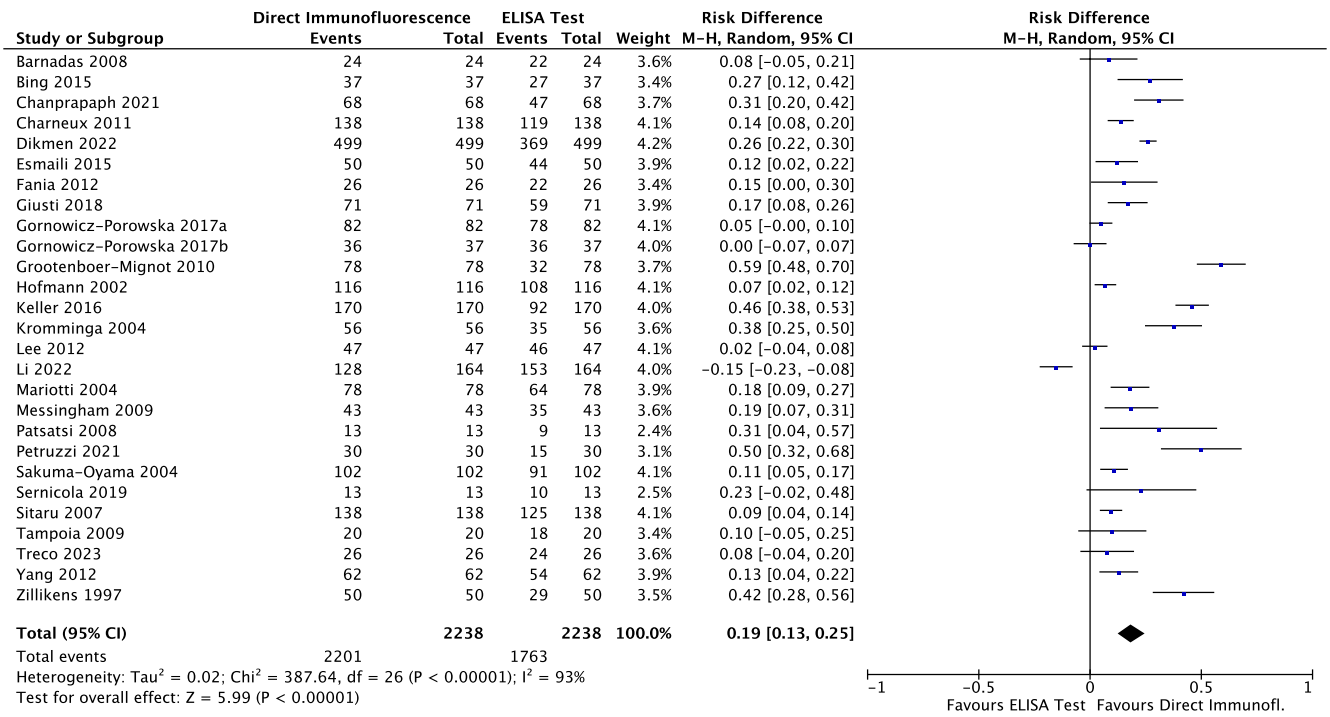 Direct Immunofluorescence ELISA Test Risk Difference Risk Difference
Study or Subgroup Events Total Events Total Weight M-H, Random, 95% CI M-H, Random, 95% CI
Barnadas 2008 24 24 22 24 3.6% 0.08 [-0.05, 0.21]
Bing 2015 37 37 27 37 3.4% 0.27 [0.12, 0.42]
Chanprapaph 2021 68 68 47 68 3.7% 0.31 [0.20, 0.42]
Charneux 2011 138 138 119 138 4.1% 0.14 [0.08, 0.20]
Dikmen 2022 499 499 369 499 4.2% 0.26 [0.22, 0.30]
Esmaili 2015 50 50 44 50 3.9% 0.12 [0.02, 0.22]
Fania 2012 26 26 22 26 3.4% 0.15 [0.00, 0.30]
Giusti 2018 71 71 59 71 3.9% 0.17 [0.08, 0.26]
Gornowicz-Porowska 2017a 82 82 78 82 4.1% 0.05 [-0.00, 0.10]
Gornowicz-Porowska 2017b 36 37 36 37 4.0% 0.00 [-0.07, 0.07]
Grootenboer-Mignot 2010 78 78 32 78 3.7% 0.59 [0.48, 0.70]
Hofmann 2002 116 116 108 116 4.1% 0.07 [0.02, 0.12]
Keller 2016 170 170 92 170 4.0% 0.46 [0.38, 0.53]
Kromminga 2004 56 56 35 56 3.6% 0.38 [0.25, 0.50]
Lee 2012 47 47 46 47 4.1% 0.02 [-0.04, 0.08]
Li 2022 128 164 153 164 4.0% -0.15 [-0.23, -0.08]
Mariotti 2004 78 78 64 78 3.9% 0.18 [0.09, 0.27]
Messingham 2009 43 43 35 43 3.6% 0.19 [0.07, 0.31]
Patsatsi 2008 13 13 9 13 2.4% 0.31 [0.04, 0.57]
Petruzzi 2021 30 30 15 30 3.1% 0.50 [0.32, 0.68]
Sakuma-Oyama 2004 102 102 91 102 4.1% 0.11 [0.05, 0.17]
Sernicola 2019 13 13 10 13 2.5% 0.23 [-0.02, 0.48]
Sitaru 2007 138 138 125 138 4.1% 0.09 [0.04, 0.14]
Tampoia 2009 20 20 18 20 3.4% 0.10 [-0.05, 0.25]
Treco 2023 26 26 24 26 3.6% 0.08 [-0.04, 0.20]
Yang 2012 62 62 54 62 3.9% 0.13 [0.04, 0.22]
Zillikens 1997 50 50 29 50 3.5% 0.42 [0.28, 0.56]
Total (95% CI) 2238 2238 100.0% 0.19 [0.13, 0.25]
Total events 2201 1763
Heterogeneity: Tau² = 0.02; Chi² = 387.64, df = 26 (P < 0.00001); I² = 93%
Test for overall effect: Z = 5.99 (P < 0.00001)
-1 -0.5 0 0.5 1
Favours ELISA Test Favours Direct Immunofl.